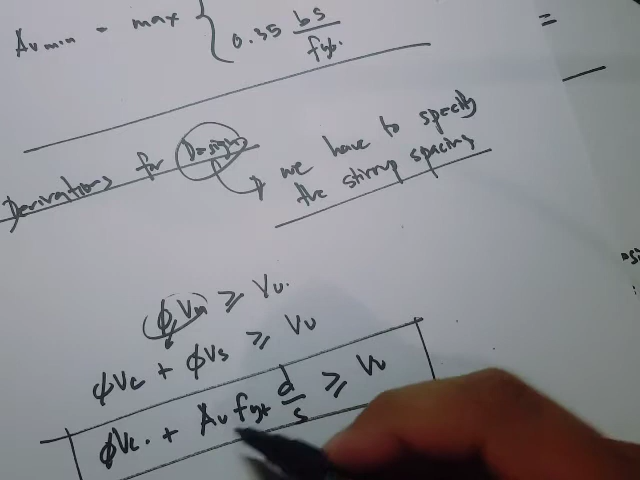 Av min = max { 0.35 bs / fyt.
=
Derivations for Design
we have to specify
the stirrup spacing
ϕVn ≥ Vu.
ϕVc + ϕVs ≥ Vu
ϕVc. + Av fyt d/s ≥ Vu